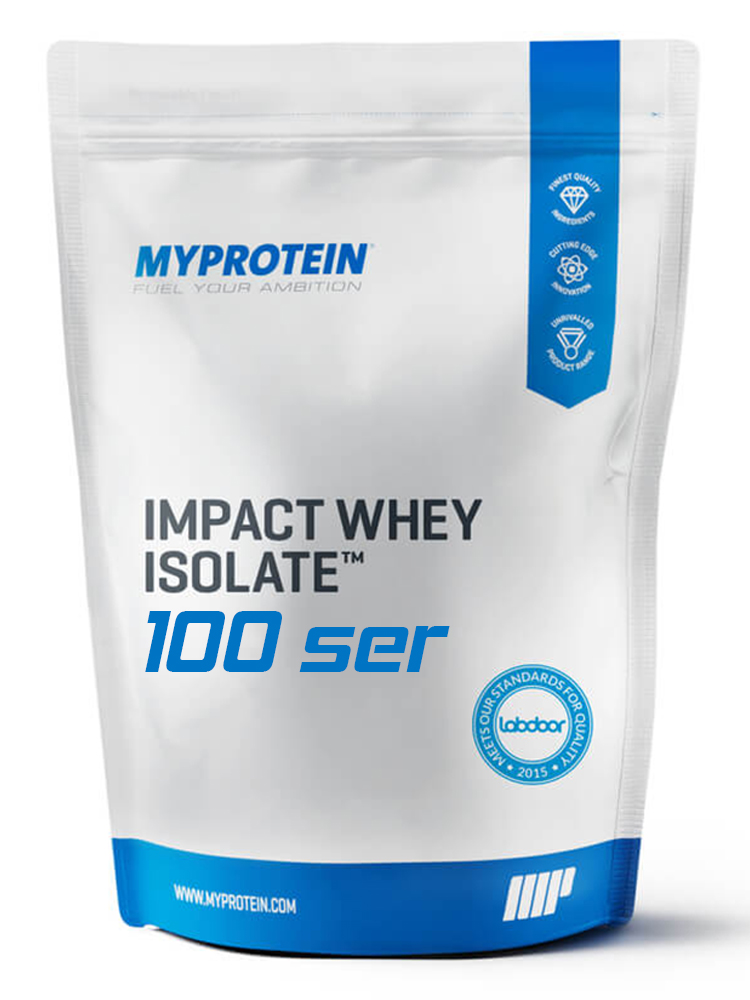 FINEST QUALITY
INGREDIENTS
CUTTING EDGE
INNOVATION
UNRIVALLED
PRODUCT RANGE
MYPROTEIN
FUEL YOUR AMBITION
IMPACT WHEY
ISOLATE™
100 ser
MEETS OUR STANDARDS FOR QUALITY
labdoor
★ 2015 ★
WWW.MYPROTEIN.COM
MP